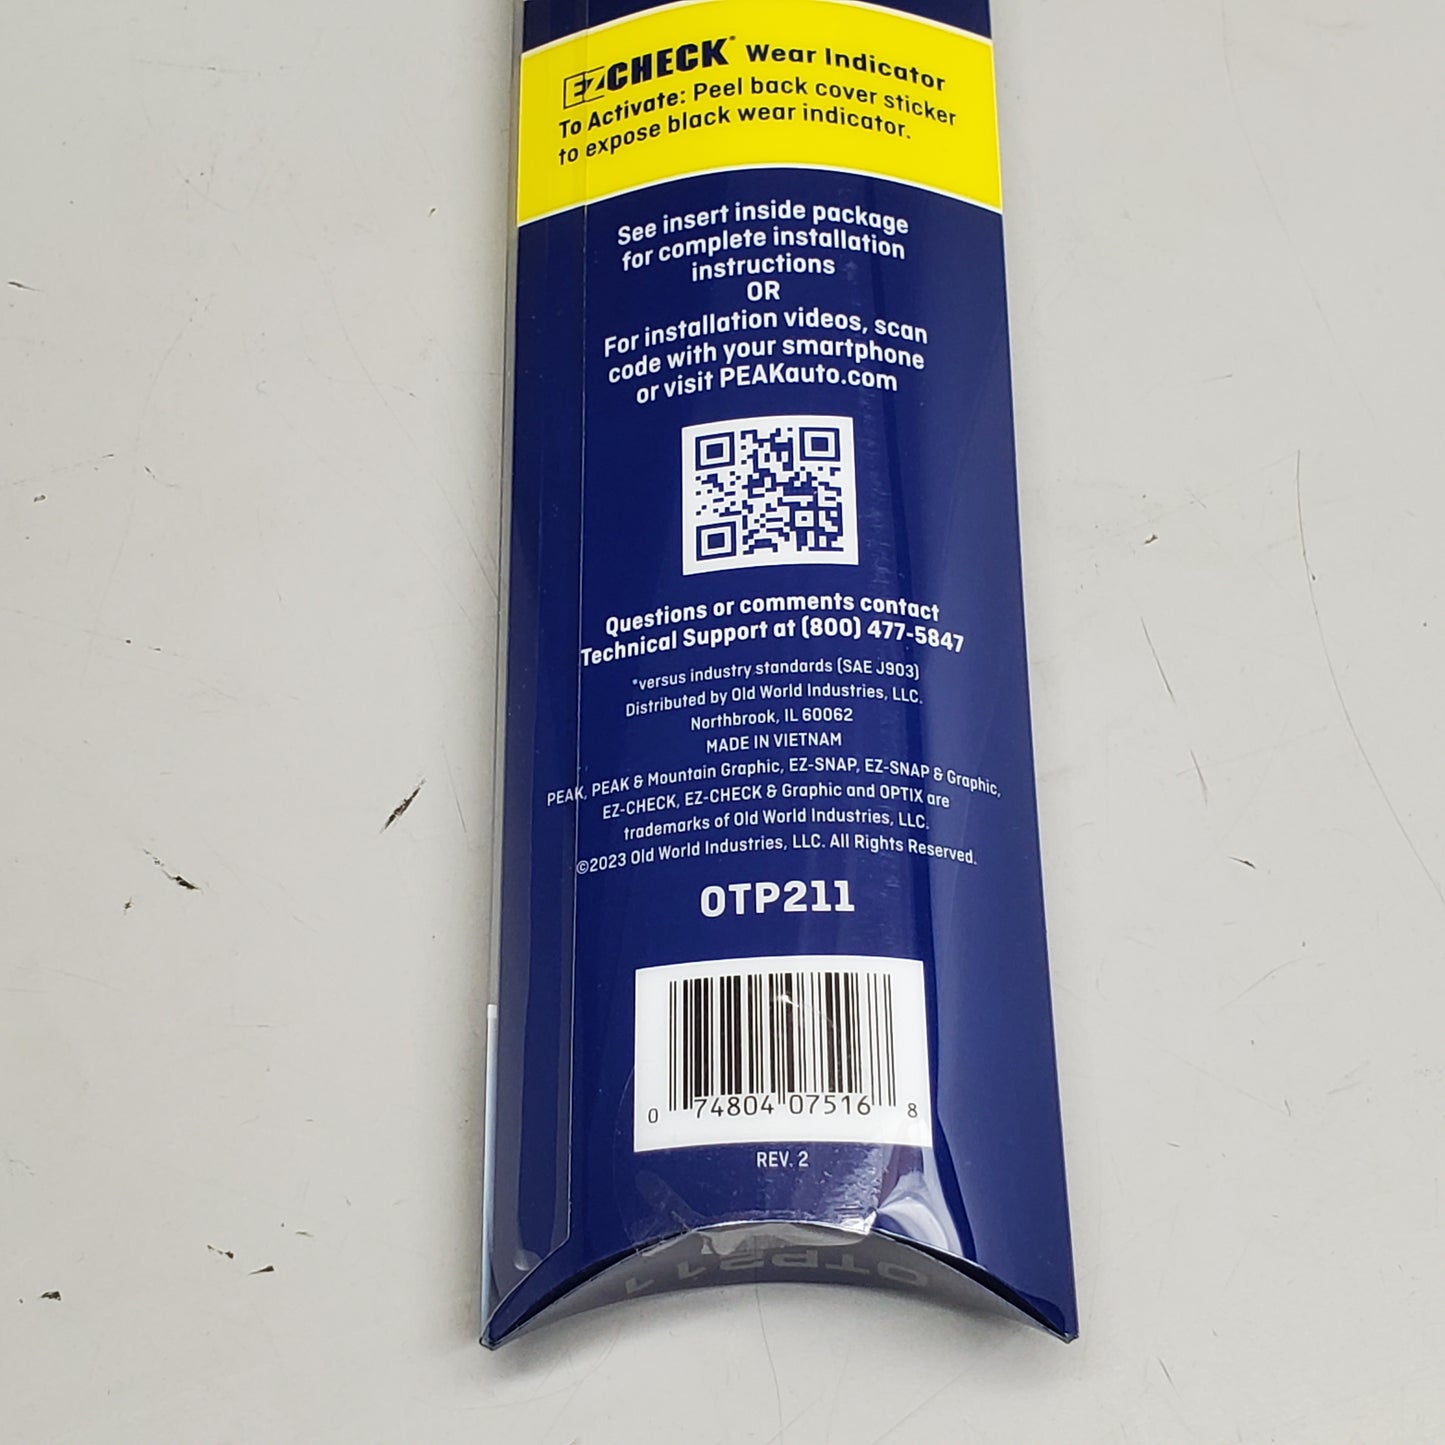 EZCHECK® Wear Indicator
To Activate: Peel back cover sticker
to expose black wear indicator.
See insert inside package
for complete installation
instructions
OR
For installation videos, scan
code with your smartphone
or visit PEAKauto.com
Questions or comments contact
Technical Support at (800) 477-5847
*versus industry standards (SAE J903)
Distributed by Old World Industries, LLC.
Northbrook, IL 60062
MADE IN VIETNAM
PEAK, PEAK & Mountain Graphic, EZ-SNAP, EZ-SNAP & Graphic,
EZ-CHECK, EZ-CHECK & Graphic and OPTIX are
trademarks of Old World Industries, LLC.
©2023 Old World Industries, LLC. All Rights Reserved.
OTP211
0 74804 07516 8
REV. 2
OTP211